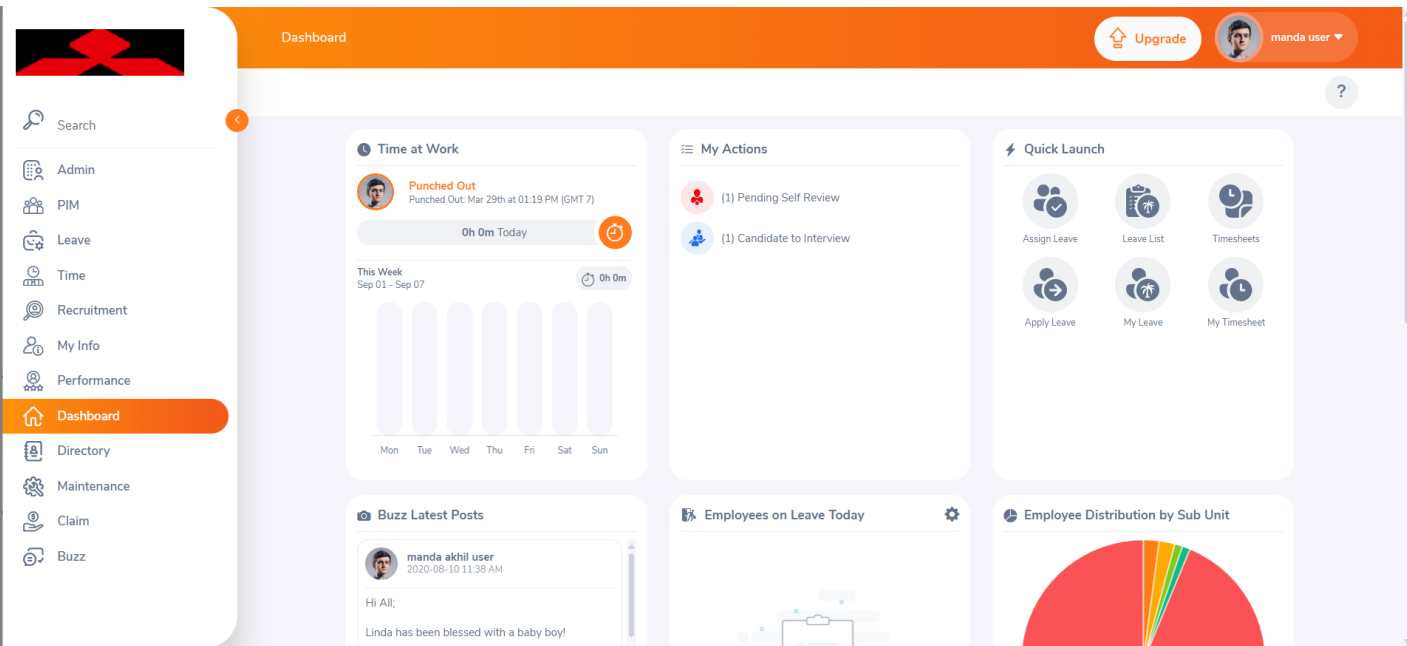 Dashboard
Upgrade
manda user
?
Search
Admin
PIM
Leave
Time
Recruitment
My Info
Performance
Dashboard
Directory
Maintenance
Claim
Buzz
Time at Work
Punched Out
Punched Out: Mar 29th at 01:19 PM (GMT 7)
0h 0m Today
This Week
Sep 01 - Sep 07
0h 0m
Mon Tue Wed Thu Fri Sat Sun
My Actions
(1) Pending Self Review
(1) Candidate to Interview
Quick Launch
Assign Leave
Leave List
Timesheets
Apply Leave
My Leave
My Timesheet
Buzz Latest Posts
manda akhil user
2020-08-10 11:38 AM
Hi All;
Linda has been blessed with a baby boy!
Employees on Leave Today
Employee Distribution by Sub Unit